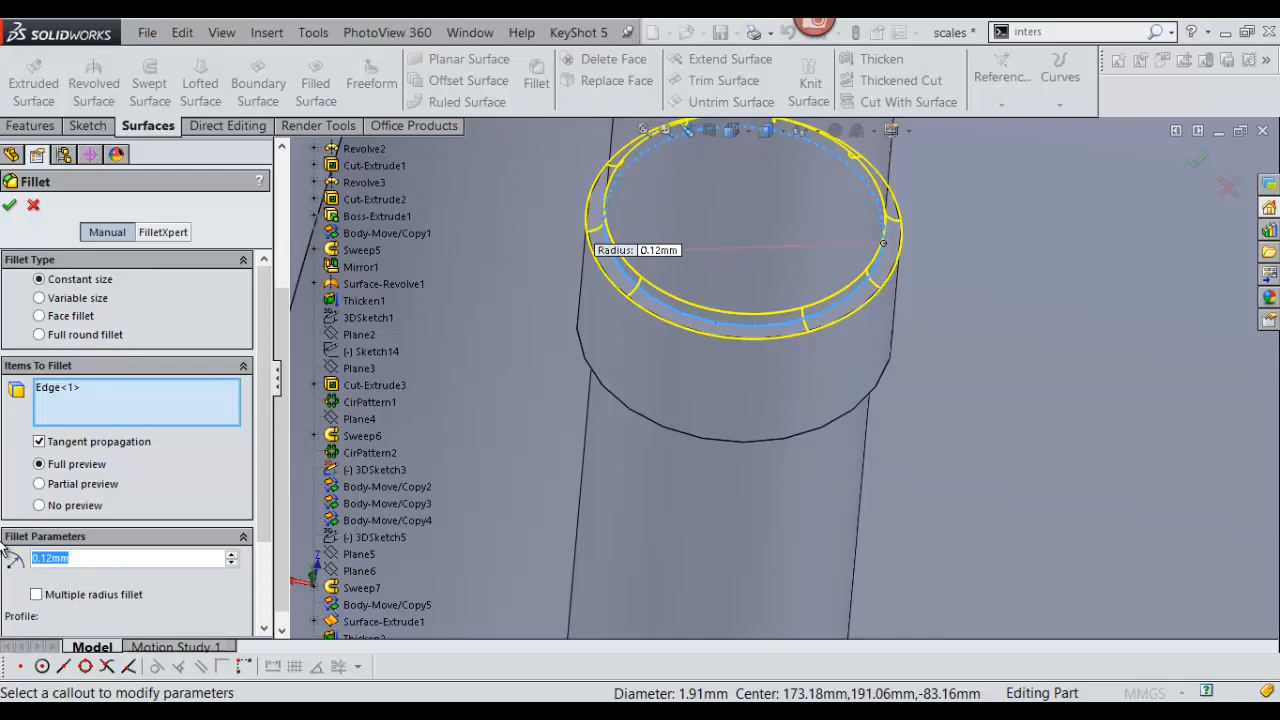 SOLIDWORKS File Edit View Insert Tools PhotoView 360 Window Help KeyShot 5 scales * inters
Extruded Surface Revolved Surface Swept Surface Lofted Surface Boundary Surface Filled Surface Freeform Planar Surface Offset Surface Ruled Surface Fillet Delete Face Replace Face Extend Surface Trim Surface Untrim Surface Knit Surface Thicken Thickened Cut Cut With Surface Referenc... Curves
Features Sketch Surfaces Direct Editing Render Tools Office Products
Fillet ?
Manual FilletXpert
Fillet Type
Constant size
Variable size
Face fillet
Full round fillet
Items To Fillet
Edge<1>
Tangent propagation
Full preview
Partial preview
No preview
Fillet Parameters
0.12mm
Multiple radius fillet
Profile:
Revolve2
Cut-Extrude1
Revolve3
Cut-Extrude2
Boss-Extrude1
Body-Move/Copy1
Sweep5
Mirror1
Surface-Revolve1
Thicken1
3DSketch1
Plane2
(-) Sketch14
Plane3
Cut-Extrude3
CirPattern1
Plane4
Sweep6
CirPattern2
(-) 3DSketch3
Body-Move/Copy2
Body-Move/Copy3
Body-Move/Copy4
(-) 3DSketch5
Plane5
Plane6
Sweep7
Body-Move/Copy5
Surface-Extrude1
Thicken2
Radius: 0.12mm
Z
Model Motion Study 1
Select a callout to modify parameters Diameter: 1.91mm Center: 173.18mm,191.06mm,-83.16mm Editing Part MMGS